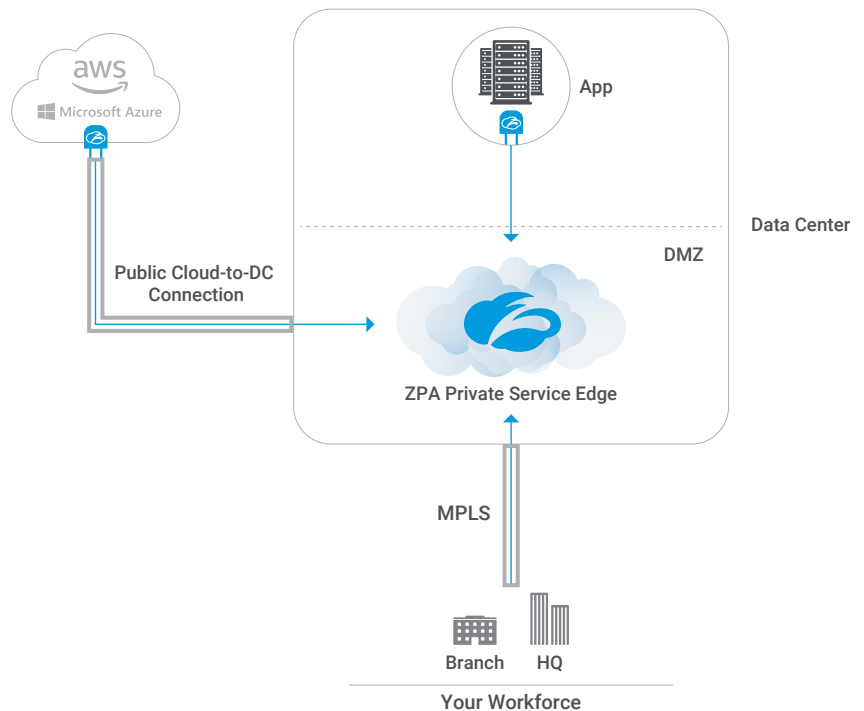 aws
Microsoft Azure
App
Data Center
DMZ
Public Cloud-to-DC
Connection
ZPA Private Service Edge
MPLS
Branch
HQ
Your Workforce